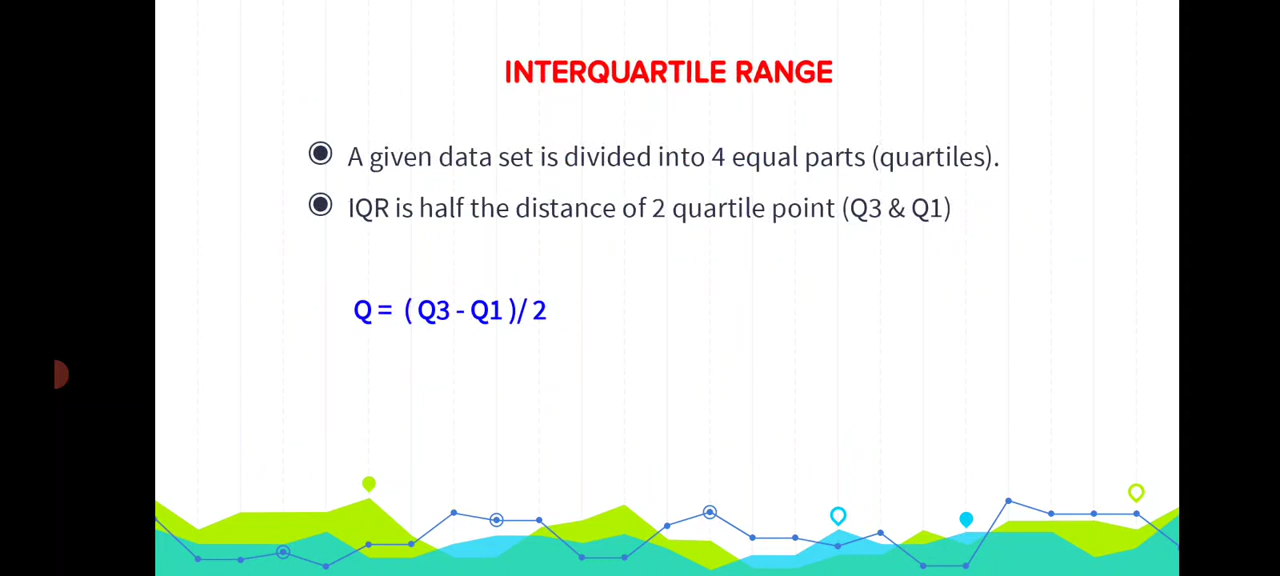 INTERQUARTILE RANGE
A given data set is divided into 4 equal parts (quartiles).
IQR is half the distance of 2 quartile point (Q3 & Q1)
Q = ( Q3 - Q1 )/ 2